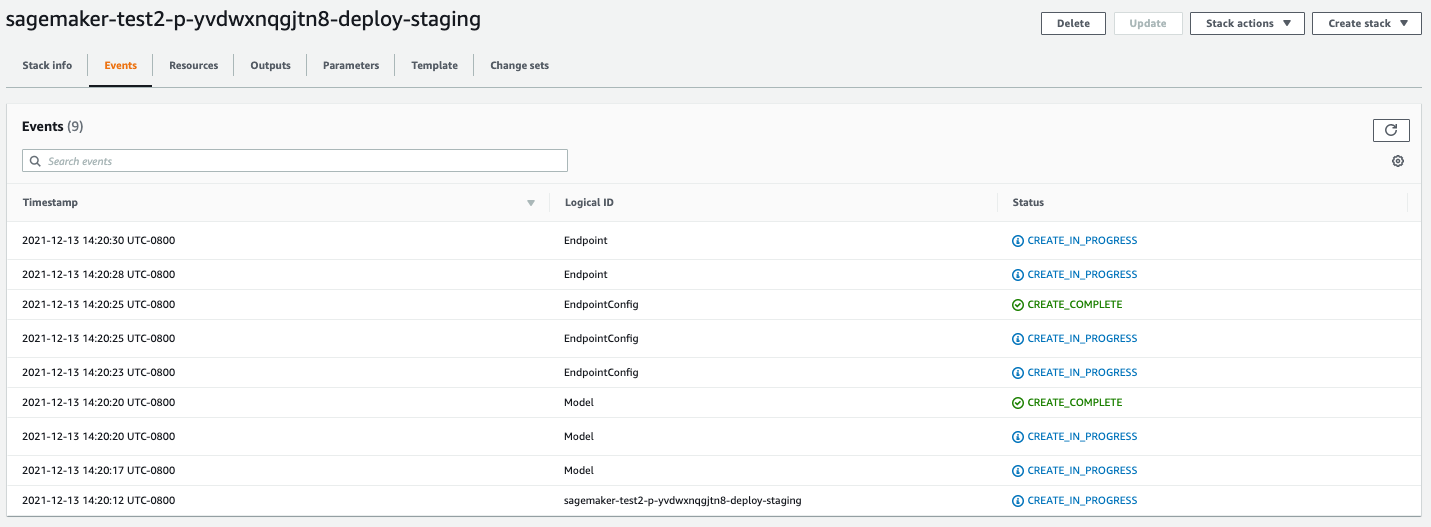 sagemaker-test2-p-yvdwxnqgjtn8-deploy-staging
Delete Update Stack actions Create stack
Stack info Events Resources Outputs Parameters Template Change sets
Events (9)
Search events
Timestamp Logical ID Status
2021-12-13 14:20:30 UTC-0800 Endpoint CREATE_IN_PROGRESS
2021-12-13 14:20:28 UTC-0800 Endpoint CREATE_IN_PROGRESS
2021-12-13 14:20:25 UTC-0800 EndpointConfig CREATE_COMPLETE
2021-12-13 14:20:25 UTC-0800 EndpointConfig CREATE_IN_PROGRESS
2021-12-13 14:20:23 UTC-0800 EndpointConfig CREATE_IN_PROGRESS
2021-12-13 14:20:20 UTC-0800 Model CREATE_COMPLETE
2021-12-13 14:20:20 UTC-0800 Model CREATE_IN_PROGRESS
2021-12-13 14:20:17 UTC-0800 Model CREATE_IN_PROGRESS
2021-12-13 14:20:12 UTC-0800 sagemaker-test2-p-yvdwxnqgjtn8-deploy-staging CREATE_IN_PROGRESS